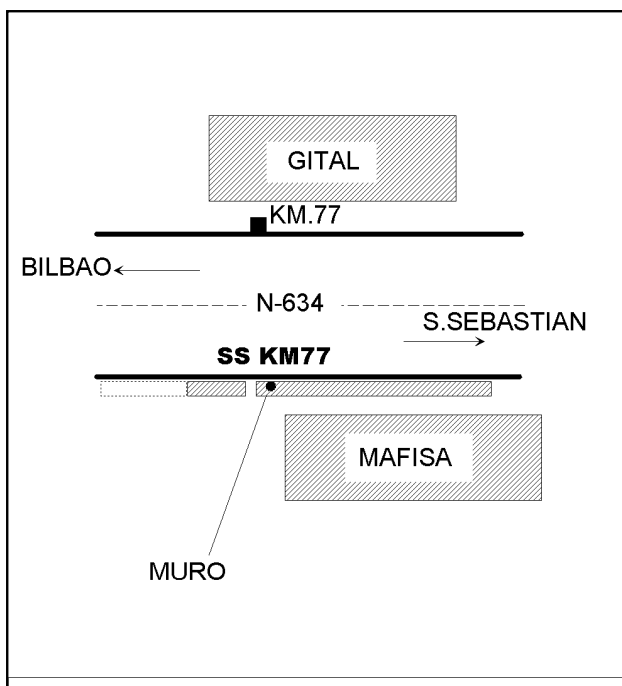 GITAL
KM.77
BILBAO
N-634
S.SEBASTIAN
SS KM77
MAFISA
MURO